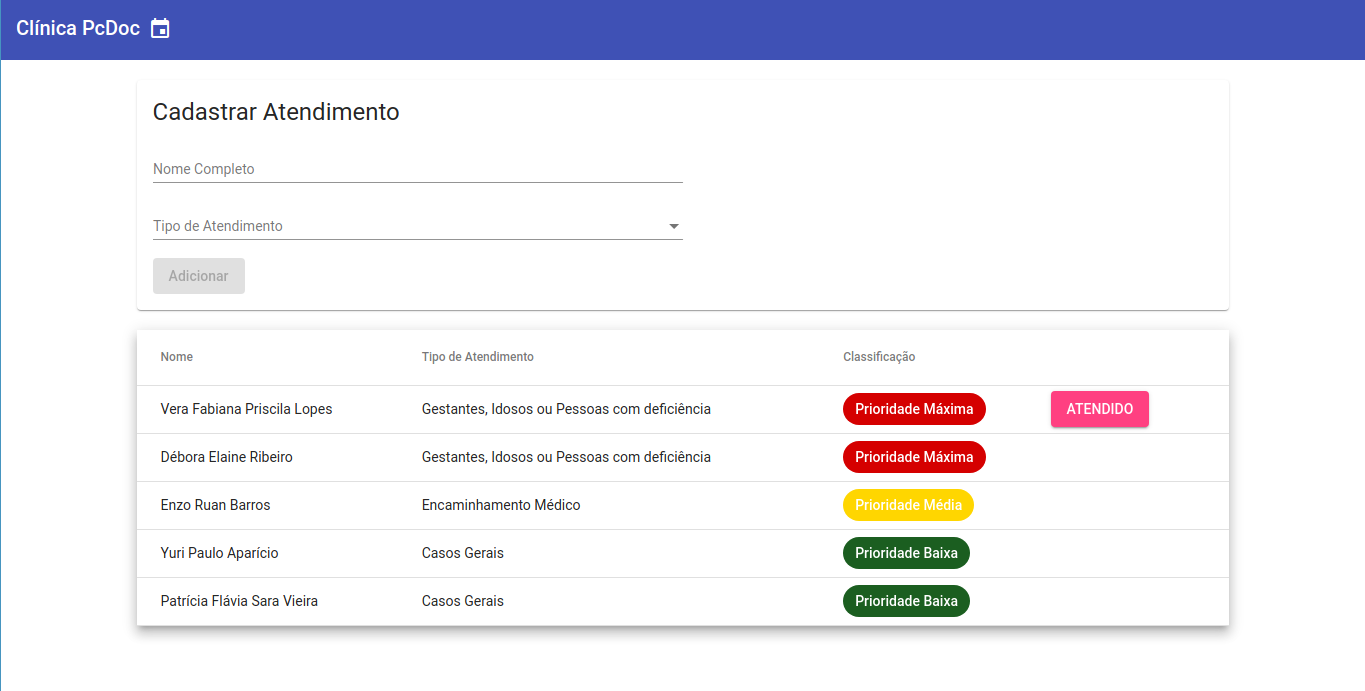 Clínica PcDoc
Cadastrar Atendimento
Nome Completo
Tipo de Atendimento
Adicionar
Nome Tipo de Atendimento Classificação
Vera Fabiana Priscila Lopes Gestantes, Idosos ou Pessoas com deficiência Prioridade Máxima ATENDIDO
Débora Elaine Ribeiro Gestantes, Idosos ou Pessoas com deficiência Prioridade Máxima
Enzo Ruan Barros Encaminhamento Médico Prioridade Média
Yuri Paulo Aparício Casos Gerais Prioridade Baixa
Patrícia Flávia Sara Vieira Casos Gerais Prioridade Baixa